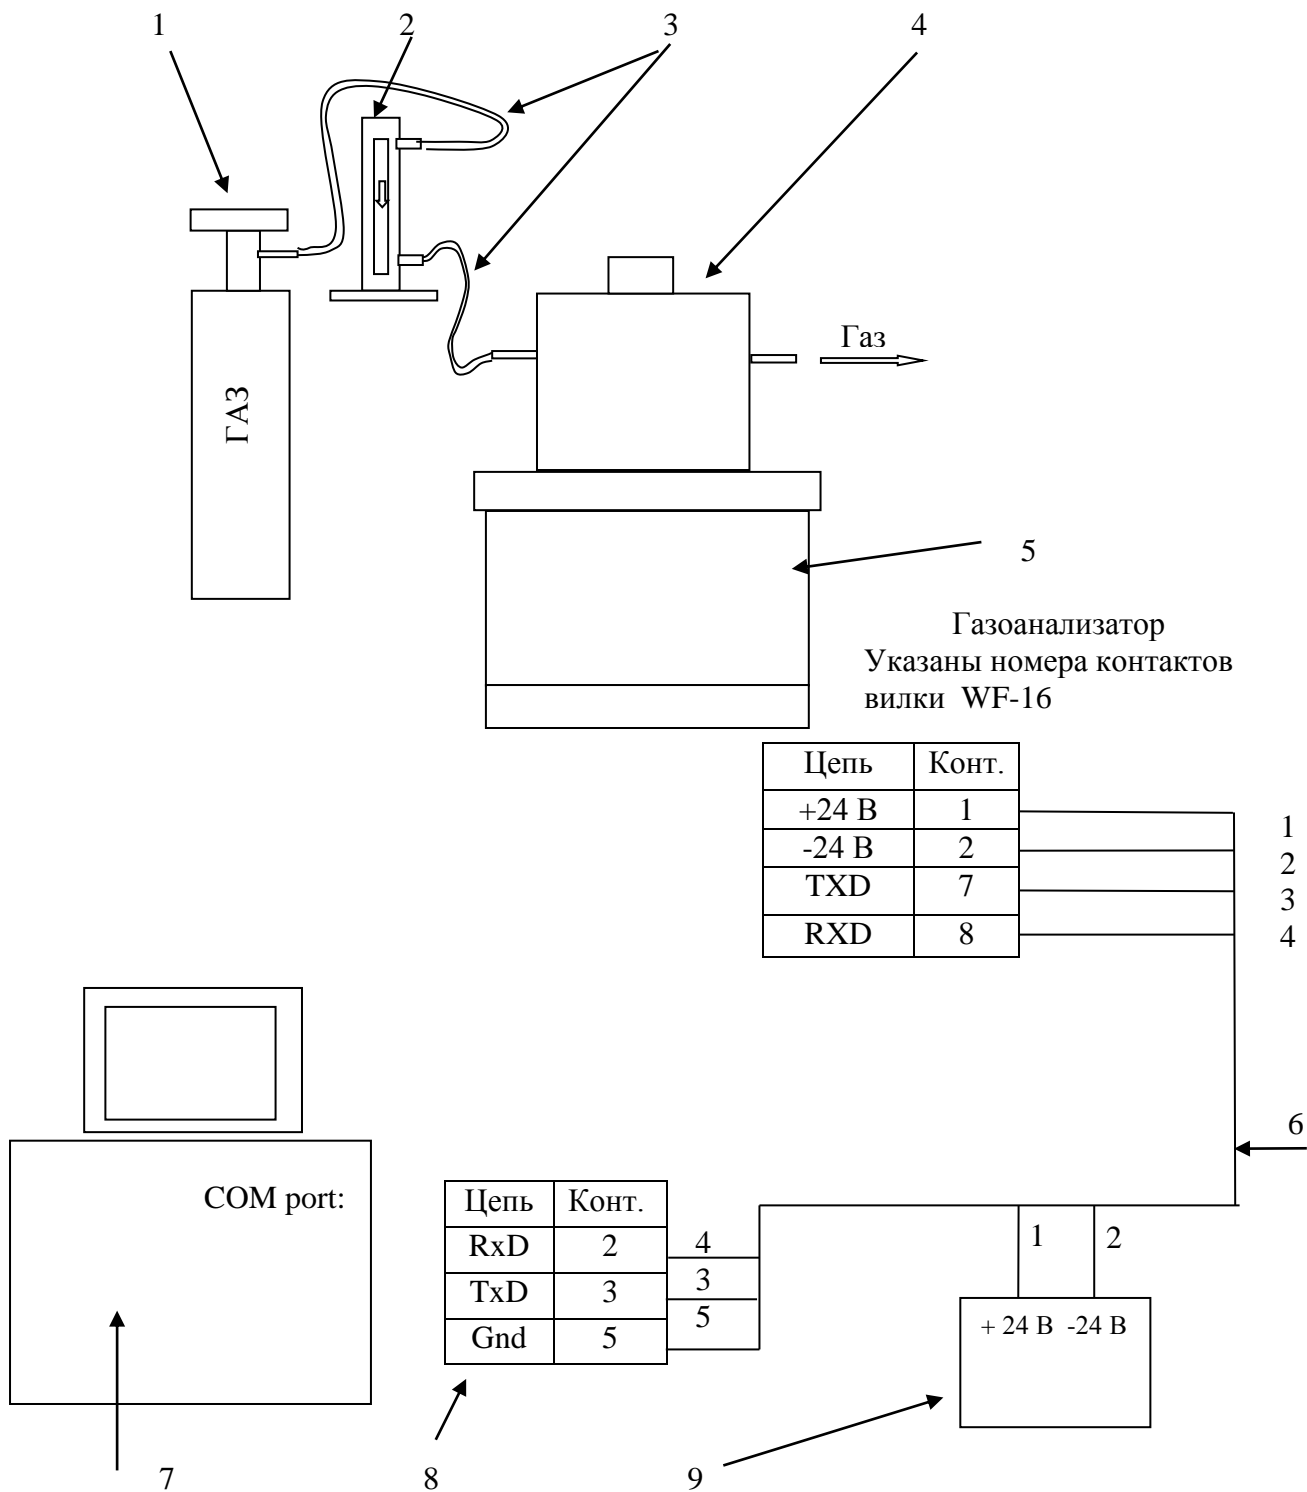 1
2
3
4
Газ
ГАЗ
5
Газоанализатор
Указаны номера контактов
вилки WF-16
Цепь Конт.
+24 В 1
-24 В 2
TXD 7
RXD 8
1
2
3
4
6
COM port:
Цепь Конт.
RxD 2
TxD 3
Gnd 5
4
3
5
1 2
+ 24 В -24 В
7
8
9